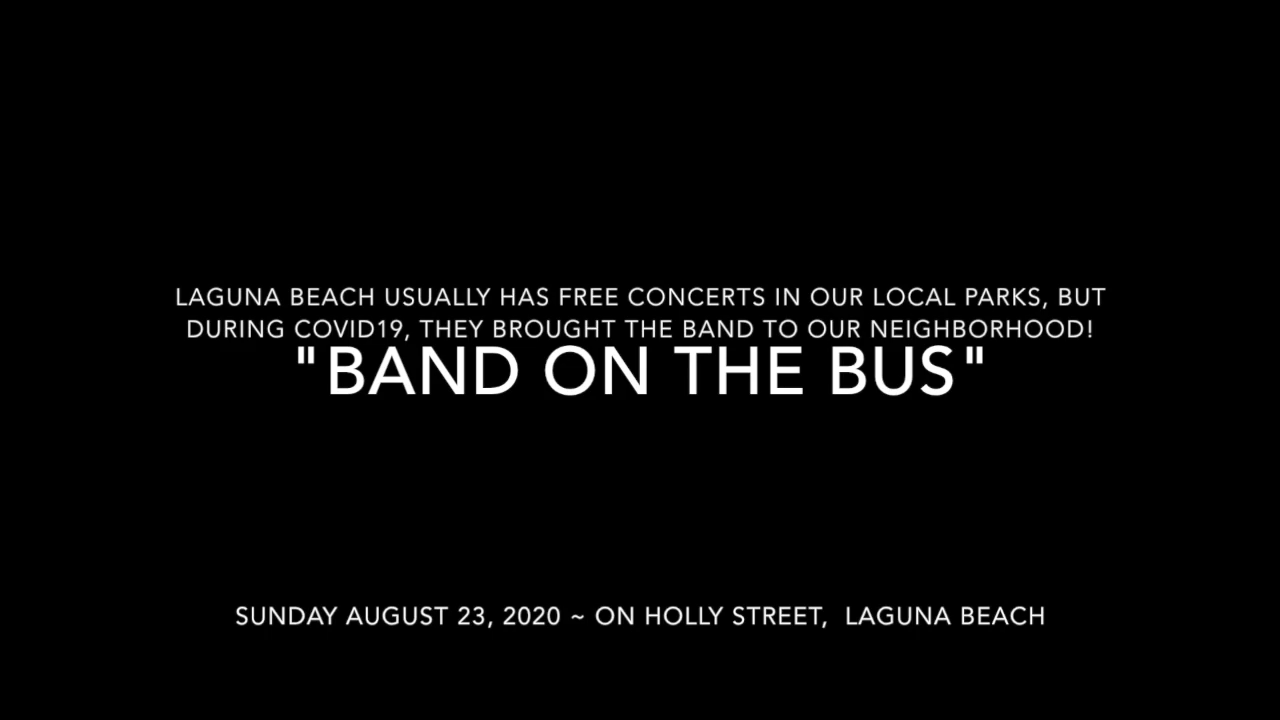 LAGUNA BEACH USUALLY HAS FREE CONCERTS IN OUR LOCAL PARKS, BUT
DURING COVID19, THEY BROUGHT THE BAND TO OUR NEIGHBORHOOD!
"BAND ON THE BUS"
SUNDAY AUGUST 23, 2020 ~ ON HOLLY STREET,  LAGUNA BEACH